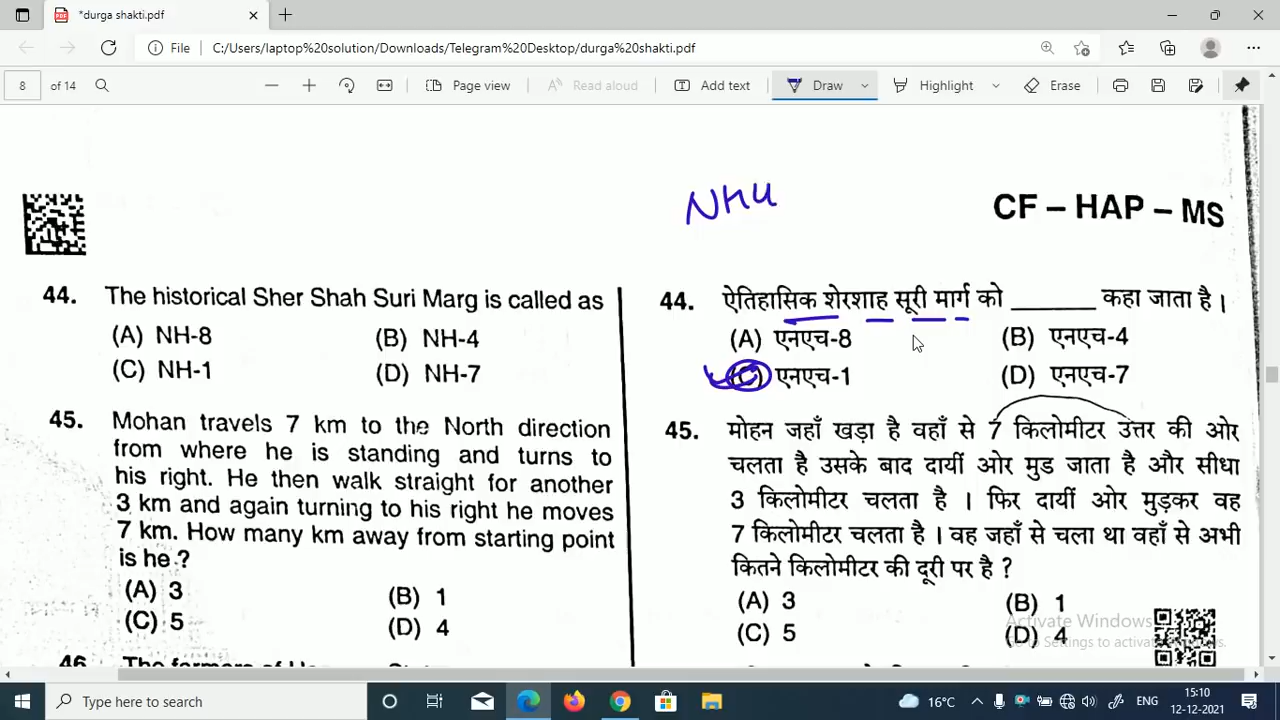 *durga shakti.pdf
File C:/Users/laptop%20solution/Downloads/Telegram%20Desktop/durga%20shakti.pdf
8 of 14 Page view Read aloud Add text Draw Highlight Erase
NH4
CF – HAP – MS
44. The historical Sher Shah Suri Marg is called as
(A) NH-8 (B) NH-4
(C) NH-1 (D) NH-7
45. Mohan travels 7 km to the North direction
from where he is standing and turns to
his right. He then walk straight for another
3 km and again turning to his right he moves
7 km. How many km away from starting point
is he ?
(A) 3 (B) 1
(C) 5 (D) 4
46
44. ऐतिहासिक शेरशाह सूरी मार्ग को ________ कहा जाता है ।
(A) एनएच-8 (B) एनएच-4
(C) एनएच-1 (D) एनएच-7
45. मोहन जहाँ खड़ा है वहाँ से 7 किलोमीटर उत्तर की ओर
चलता है उसके बाद दायीं ओर मुड जाता है और सीधा
3 किलोमीटर चलता है । फिर दायीं ओर मुड़कर वह
7 किलोमीटर चलता है । वह जहाँ से चला था वहाँ से अभी
कितने किलोमीटर की दूरी पर है ?
(A) 3 (B) 1
(C) 5 (D) 4
Activate Windows
Go to Settings to activate Windows.
Type here to search
16°C ENG 15:10
12-12-2021